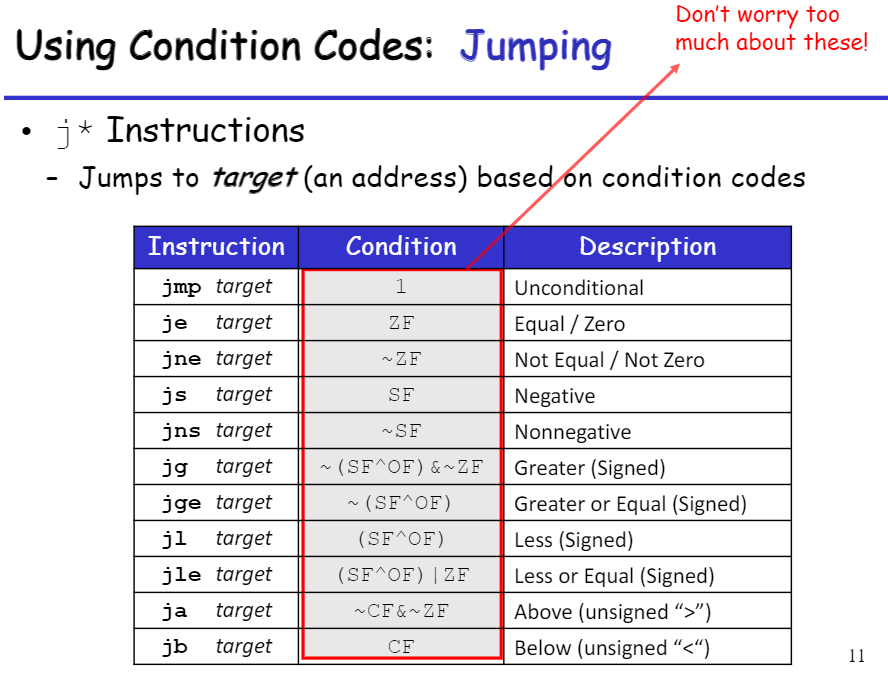 Don’t worry too
much about these!
Using Condition Codes: Jumping
• j* Instructions
– Jumps to target (an address) based on condition codes
Instruction Condition Description
jmp target 1 Unconditional
je target ZF Equal / Zero
jne target ~ZF Not Equal / Not Zero
js target SF Negative
jns target ~SF Nonnegative
jg target ~(SF^OF)&~ZF Greater (Signed)
jge target ~(SF^OF) Greater or Equal (Signed)
jl target (SF^OF) Less (Signed)
jle target (SF^OF)|ZF Less or Equal (Signed)
ja target ~CF&~ZF Above (unsigned “>”)
jb target CF Below (unsigned “<“)
11